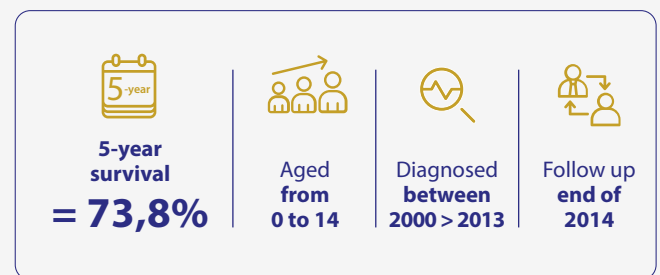 5-year
5-year
survival
= 73,8%
Aged
from
0 to 14
Diagnosed
between
2000 > 2013
Follow up
end of
2014